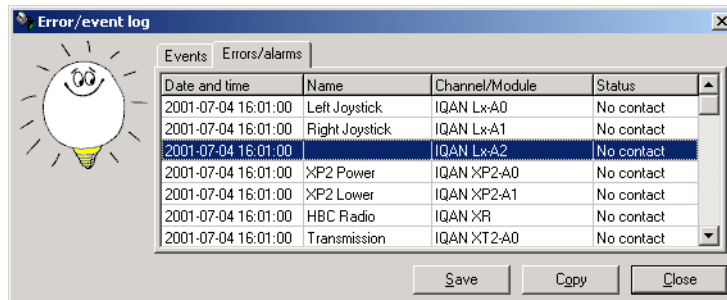 Error/event log
Events Errors/alarms
Date and time Name Channel/Module Status
2001-07-04 16:01:00 Left Joystick IQAN Lx-A0 No contact
2001-07-04 16:01:00 Right Joystick IQAN Lx-A1 No contact
2001-07-04 16:01:00 IQAN Lx-A2 No contact
2001-07-04 16:01:00 XP2 Power IQAN XP2-A0 No contact
2001-07-04 16:01:00 XP2 Lower IQAN XP2-A1 No contact
2001-07-04 16:01:00 HBC Radio IQAN XR No contact
2001-07-04 16:01:00 Transmission IQAN XT2-A0 No contact
Save Copy Close